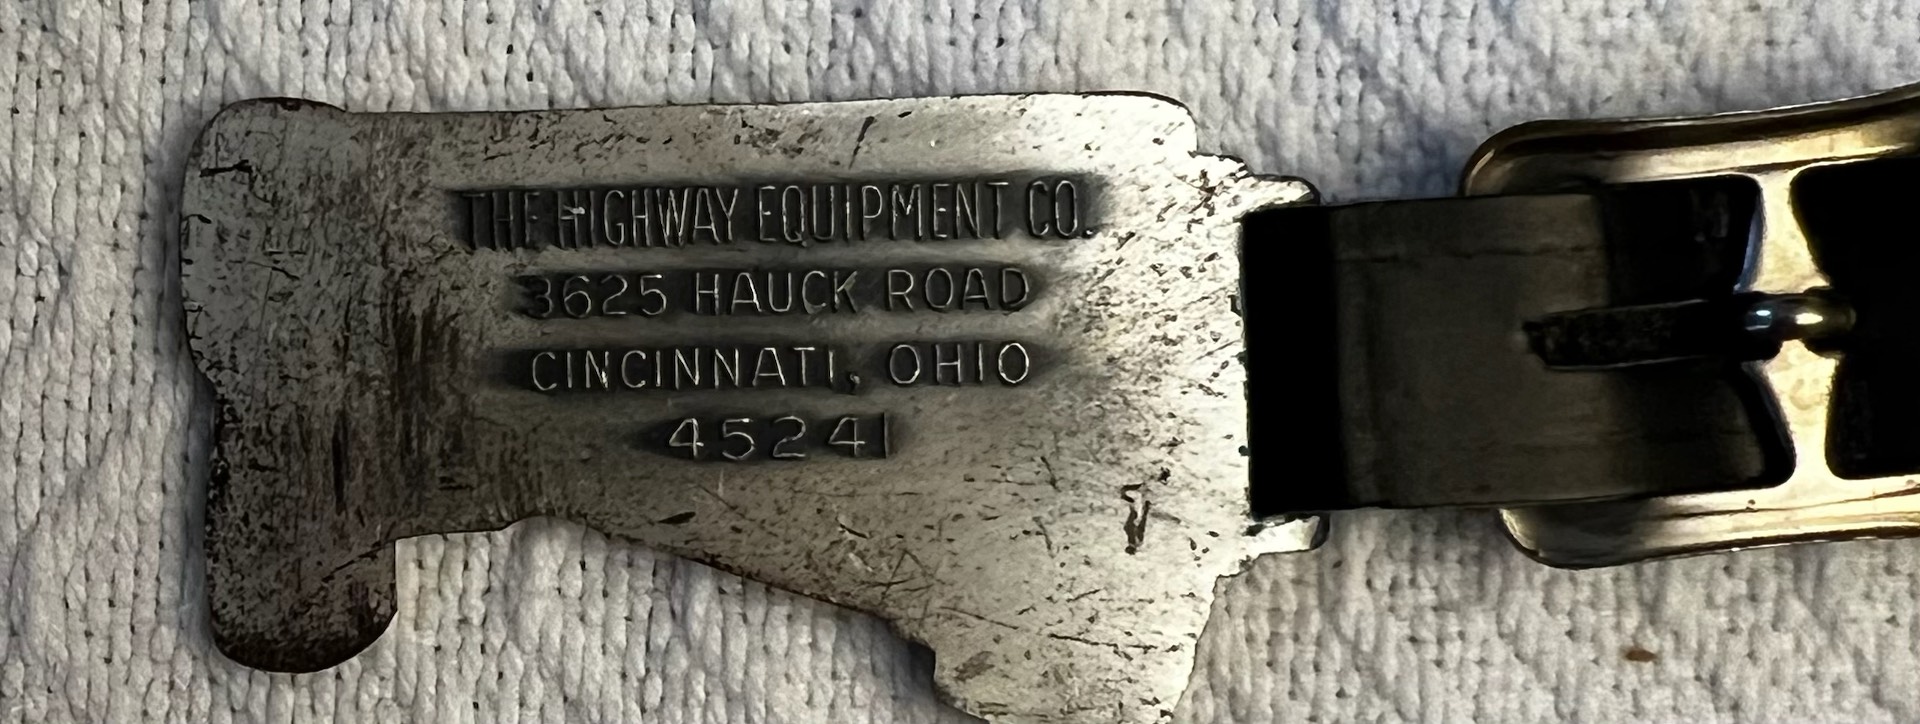 THE HIGHWAY EQUIPMENT CO.
3625 HAUCK ROAD
CINCINNATI, OHIO
45241